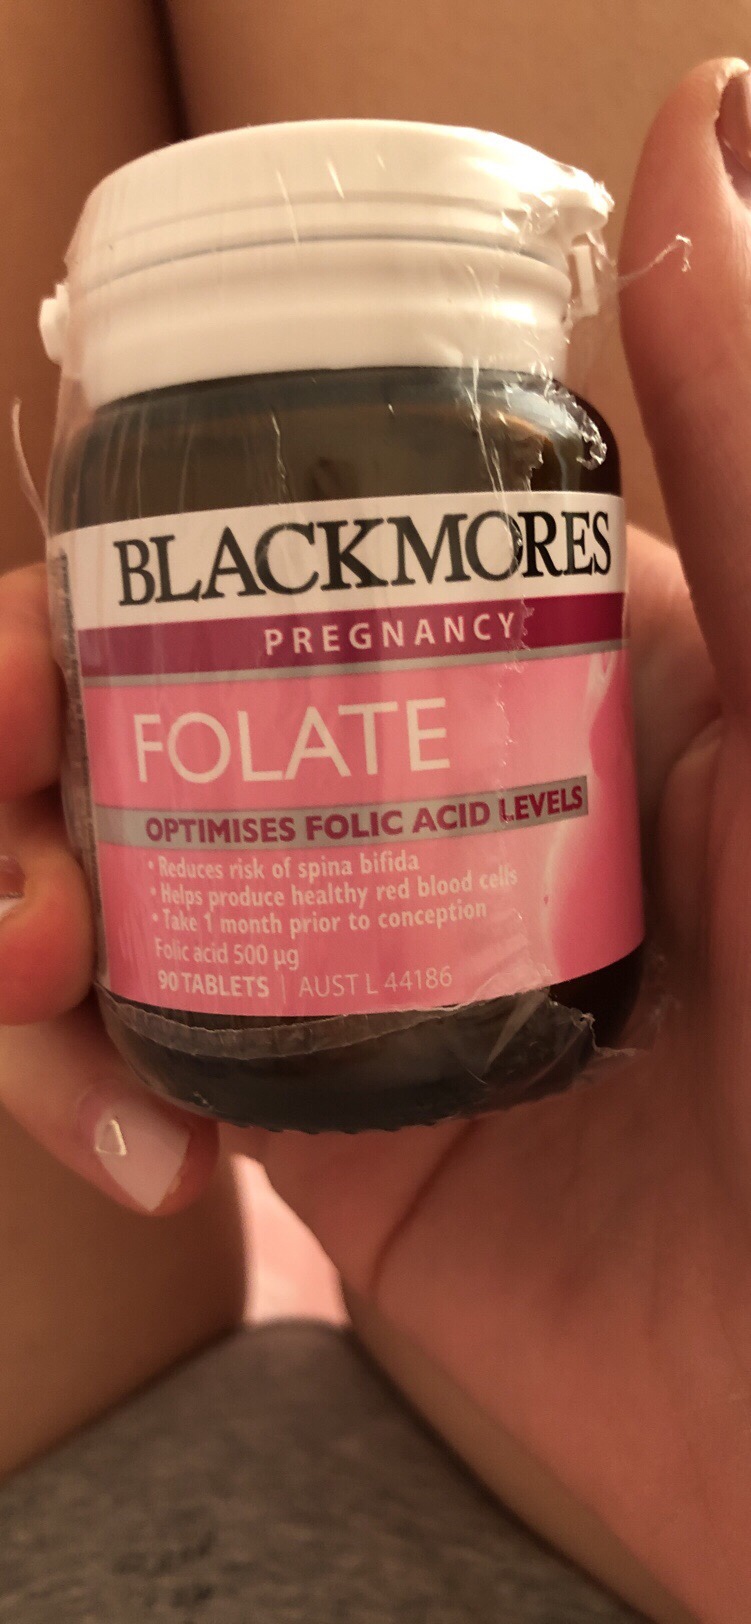 BLACKMORES
PREGNANCY
FOLATE
OPTIMISES FOLIC ACID LEVELS
• Reduces risk of spina bifida
• Helps produce healthy red blood cells
• Take 1 month prior to conception
Folic acid 500 µg
90 TABLETS | AUST L 44186